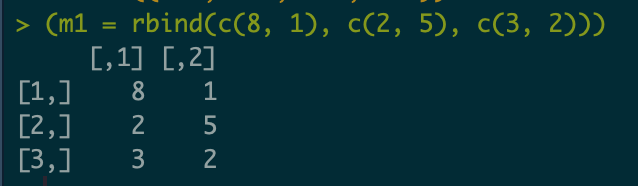 > (m1 = rbind(c(8, 1), c(2, 5), c(3, 2)))
     [,1] [,2]
[1,]    8    1
[2,]    2    5
[3,]    3    2